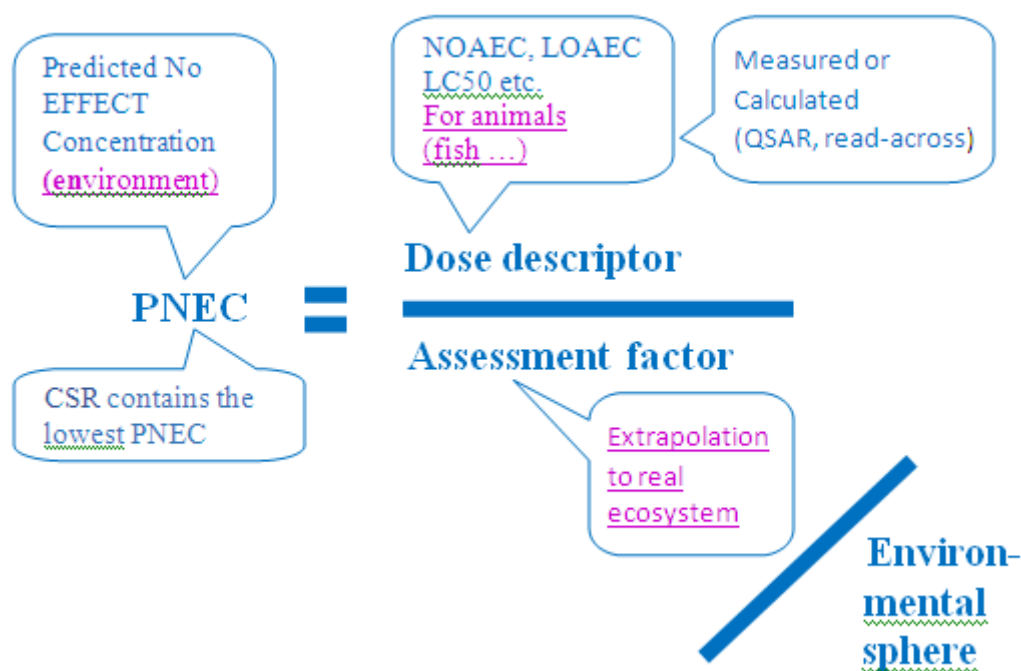 Predicted No
EFFECT
Concentration
(environment)
NOAEC, LOAEC
LC50 etc.
For animals
(fish ...)
Measured or
Calculated
(QSAR, read-across)
PNEC
=
Dose descriptor
Assessment factor
CSR contains the
lowest PNEC
Extrapolation
to real
ecosystem
Environ-
mental
sphere